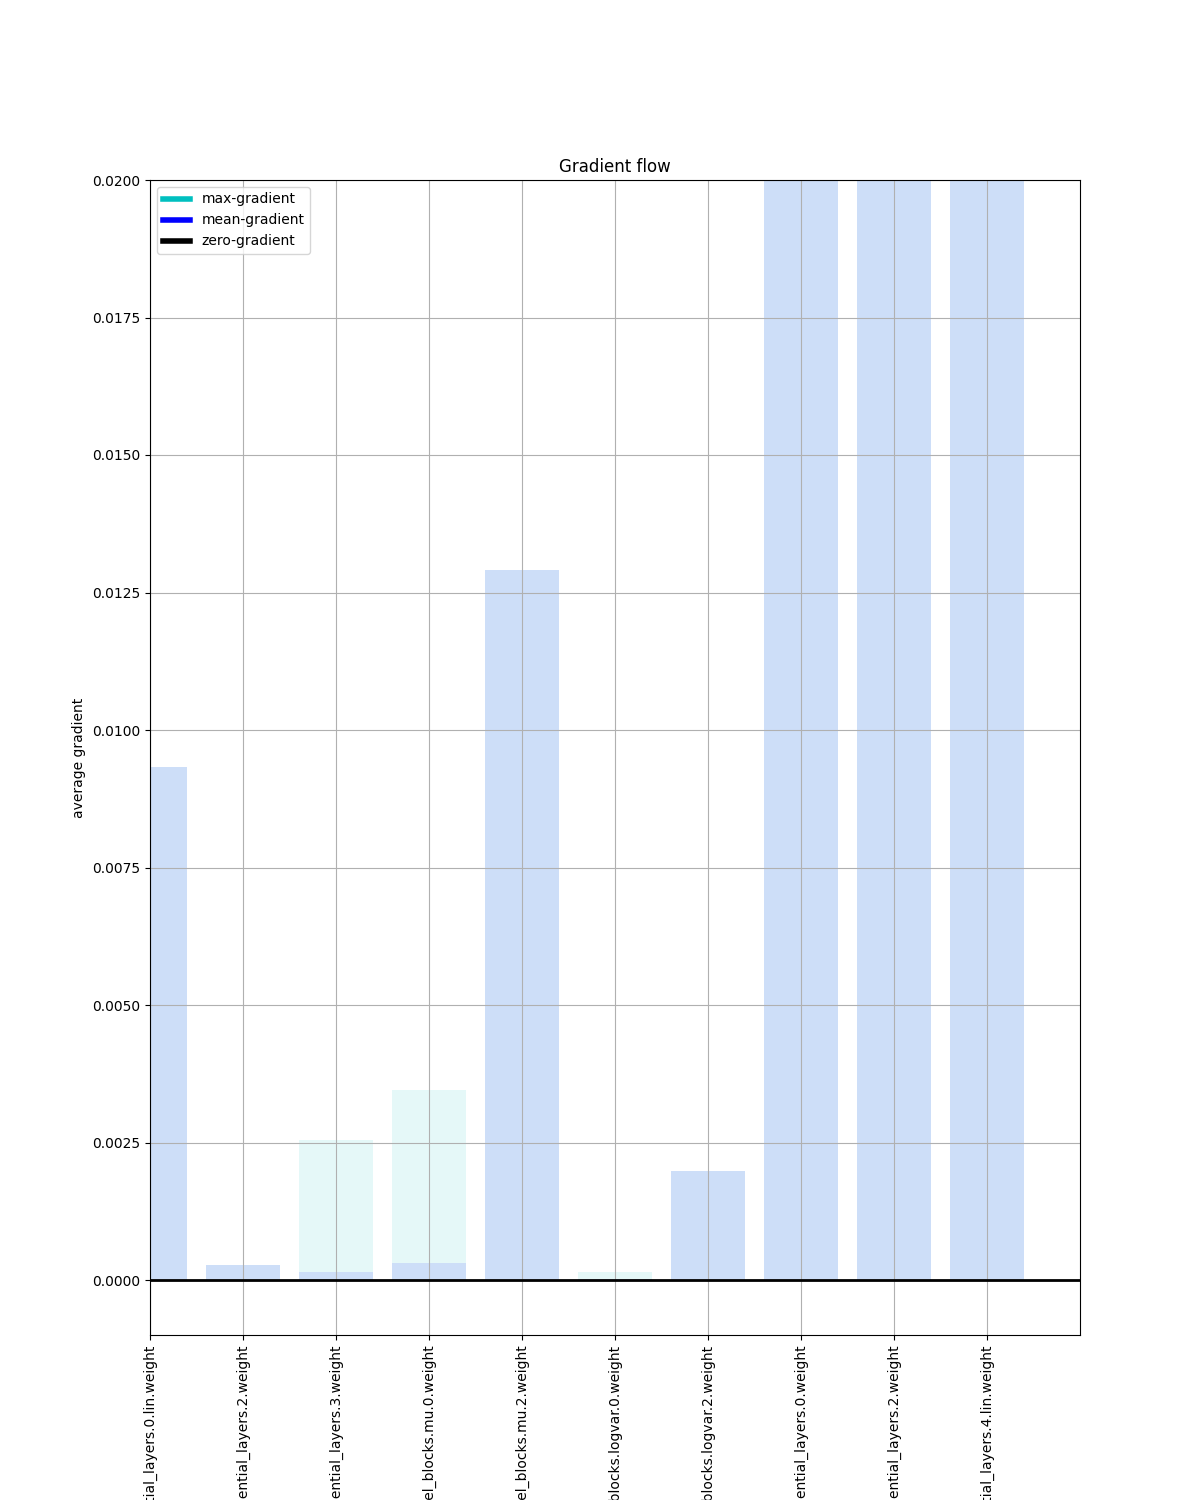 Gradient flow
max-gradient
mean-gradient
zero-gradient
0.0200
0.0175
0.0150
0.0125
0.0100
0.0075
0.0050
0.0025
0.0000
average gradient
tial_layers.0.lin.weight
ential_layers.2.weight
ential_layers.3.weight
el_blocks.mu.0.weight
el_blocks.mu.2.weight
blocks.logvar.0.weight
blocks.logvar.2.weight
ential_layers.0.weight
ential_layers.2.weight
tial_layers.4.lin.weight